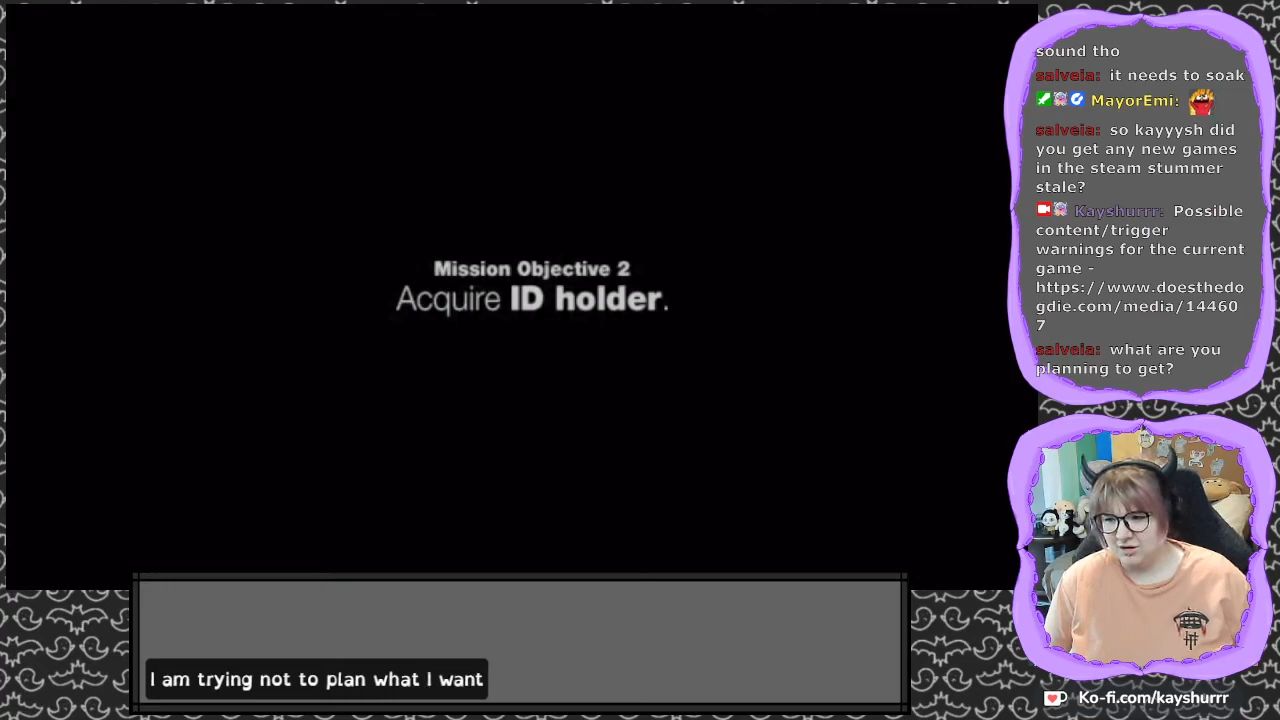 Mission Objective 2
Acquire ID holder.
I am trying not to plan what I want
sound tho
salveia: it needs to soak
MayorEmi:
salveia: so kayyysh did
you get any new games
in the steam stummer
stale?
Kayshurrr: Possible
content/trigger
warnings for the current
game -
https://www.doesthedo
gdie.com/media/14460
7
salveia: what are you
planning to get?
Ko-fi.com/kayshurrr